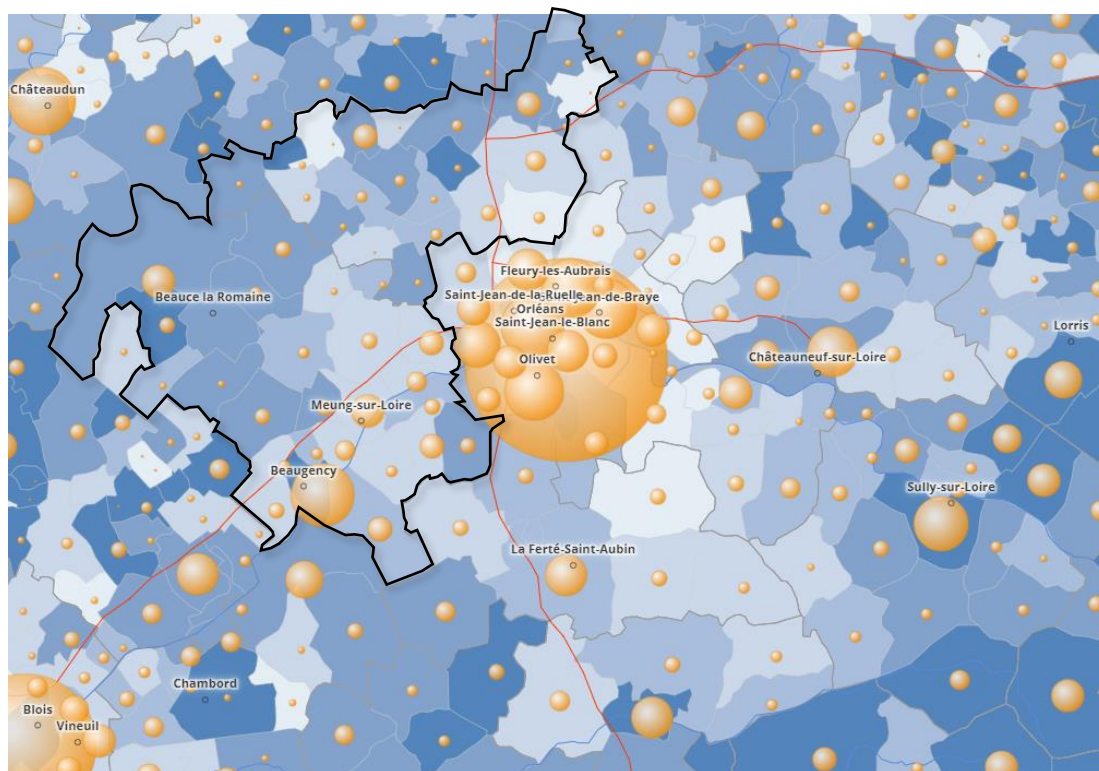 Châteaudun
Fleury-les-Aubrais
Saint-Jean-de-la-Ruelle
Jean-de-Braye
Beauce la Romaine
Orléans
Saint-Jean-le-Blanc
Lorris
Olivet
Châteauneuf-sur-Loire
Meung-sur-Loire
Beaugency
Sully-sur-Loire
La Ferté-Saint-Aubin
Chambord
Blois
Vineuil